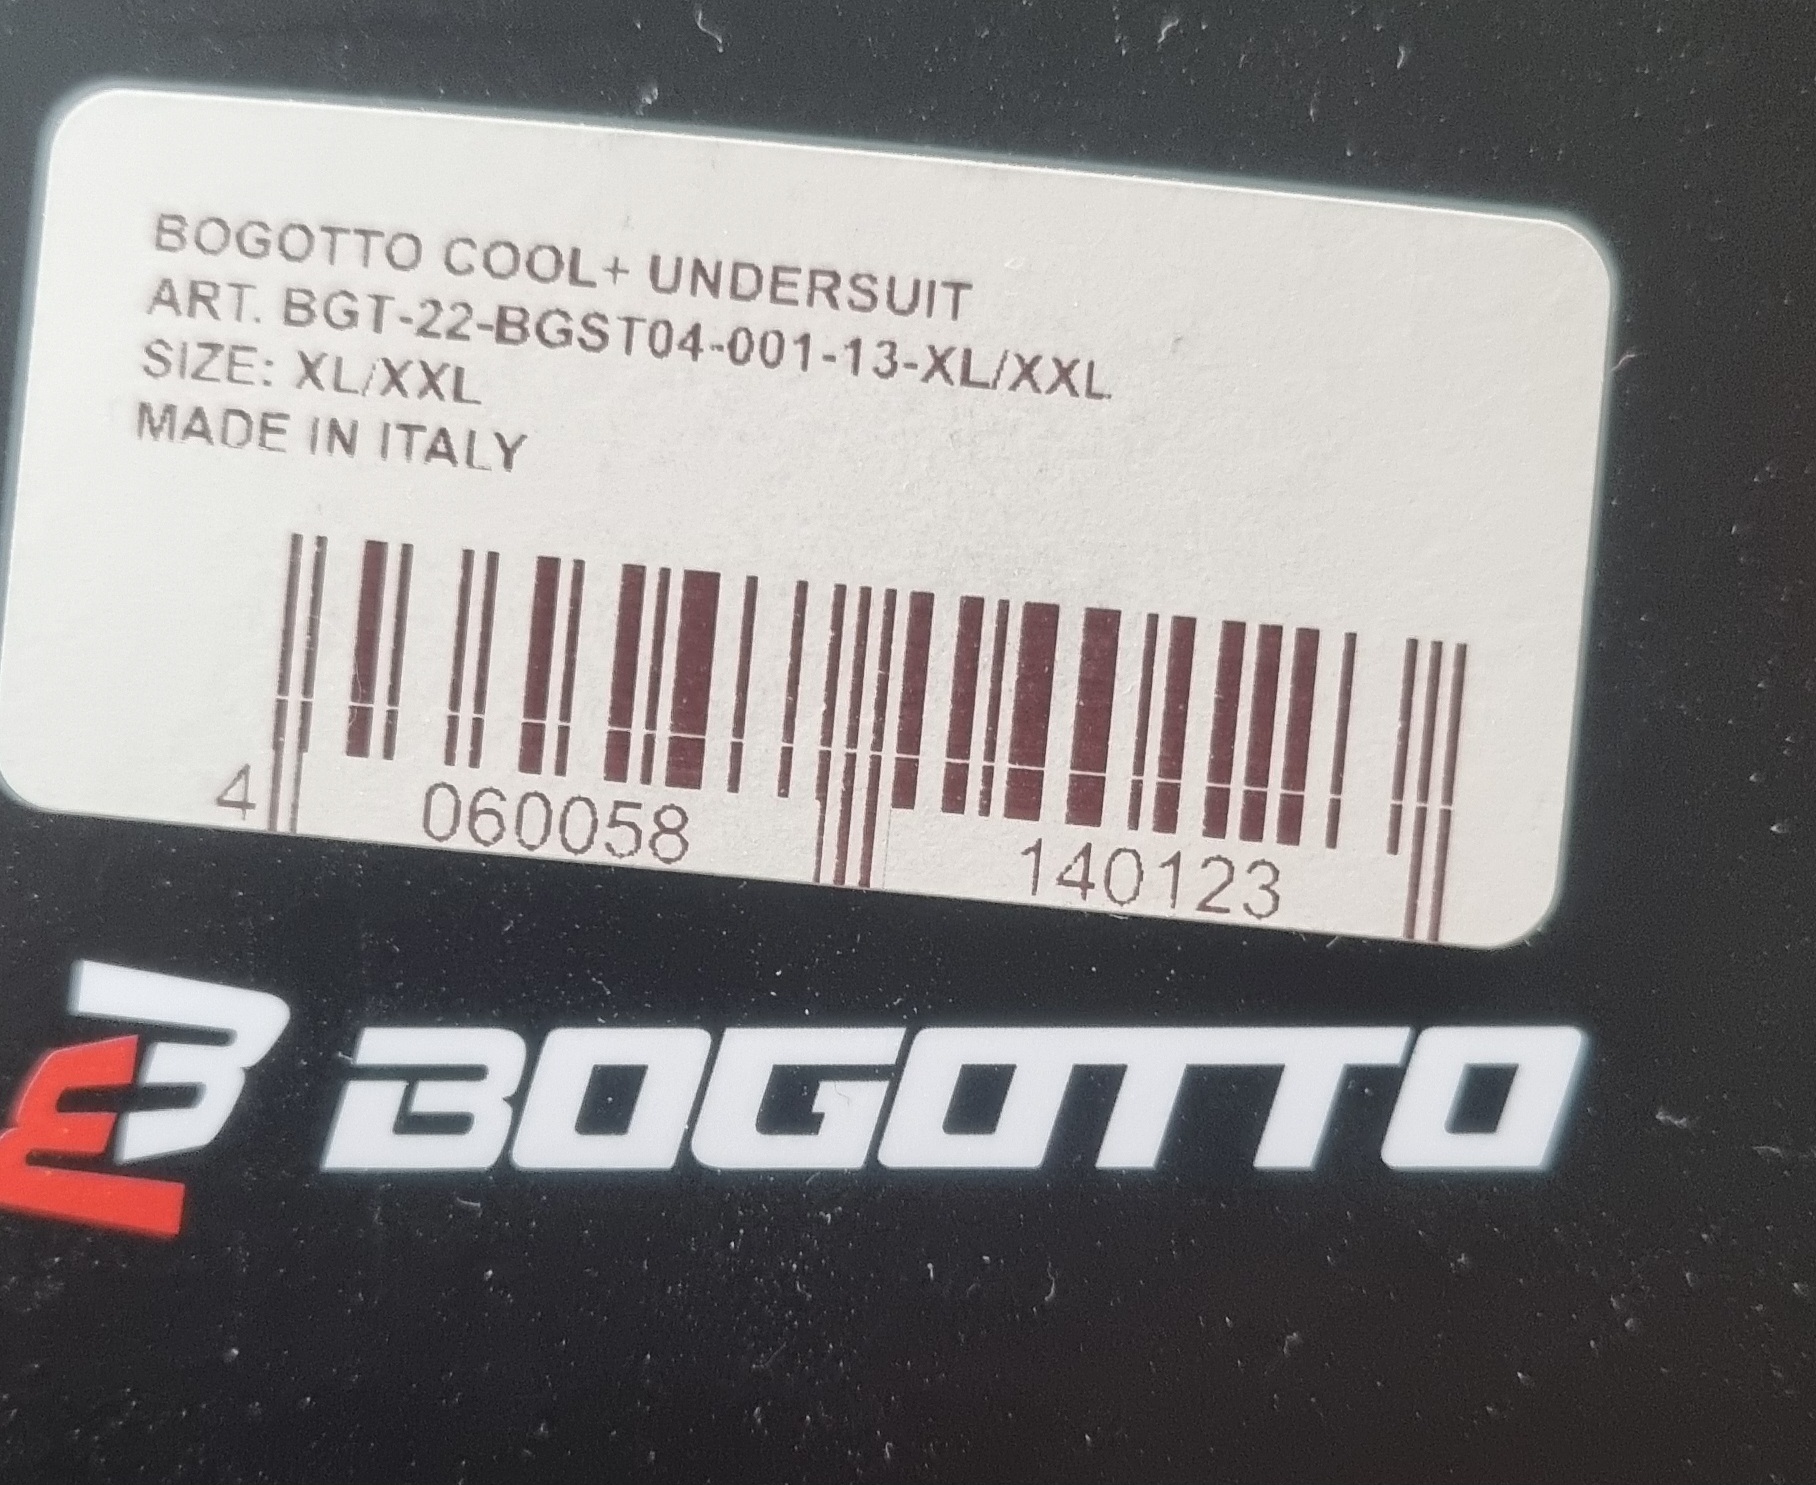 BOGOTTO COOL+ UNDERSUIT
ART. BGT-22-BGST04-001-13-XL/XXL
SIZE: XL/XXL
MADE IN ITALY
4 060058 140123
BOGOTTO